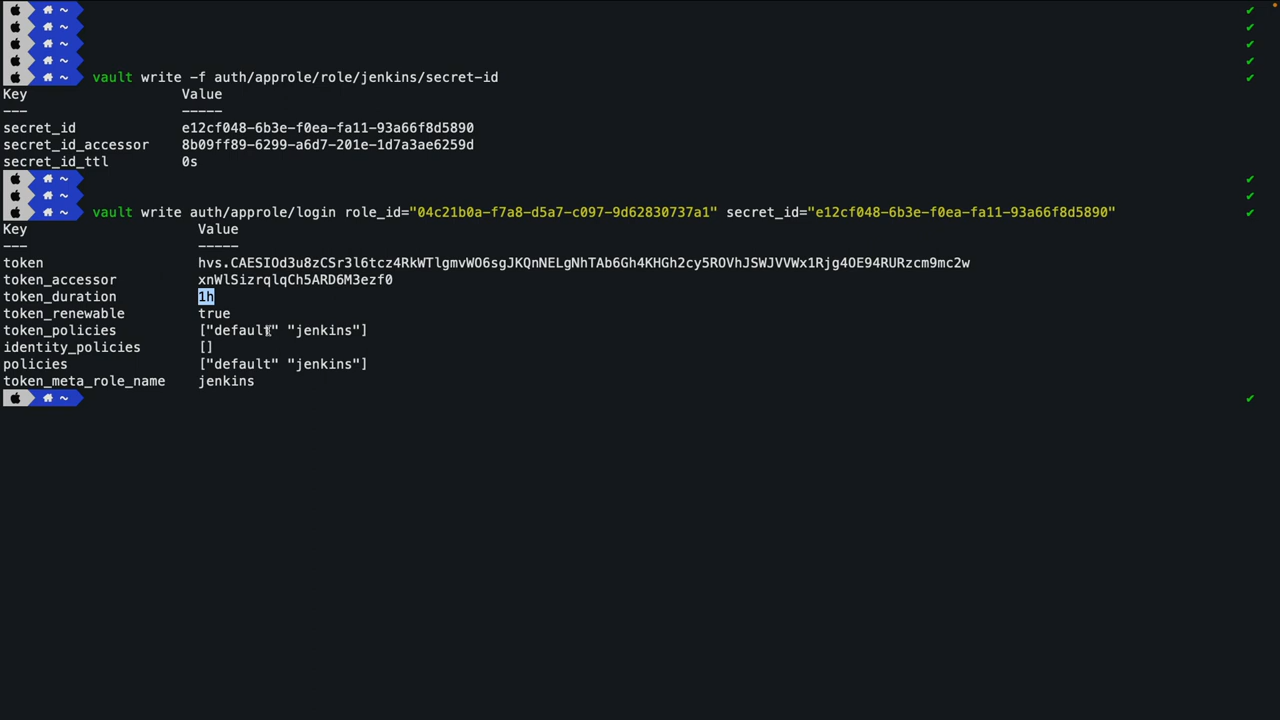 ~
~
~
~
~ vault write -f auth/approle/role/jenkins/secret-id ✔
Key Value
--- -----
secret_id e12cf048-6b3e-f0ea-fa11-93a66f8d5890
secret_id_accessor 8b09ff89-6299-a6d7-201e-1d7a3ae6259d
secret_id_ttl 0s
~
~
~ vault write auth/approle/login role_id="04c21b0a-f7a8-d5a7-c097-9d62830737a1" secret_id="e12cf048-6b3e-f0ea-fa11-93a66f8d5890" ✔
Key Value
--- -----
token hvs.CAESIOd3u8zCSr3l6tcz4RkWTlgmvWO6sgJKQnNELgNhTAb6Gh4KHGh2cy5ROVhJSWJVVWx1Rjg4OE94RURzcm9mc2w
token_accessor xnWlSizrqlqCh5ARD6M3ezf0
token_duration 1h
token_renewable true
token_policies ["default" "jenkins"]
identity_policies []
policies ["default" "jenkins"]
token_meta_role_name jenkins
~